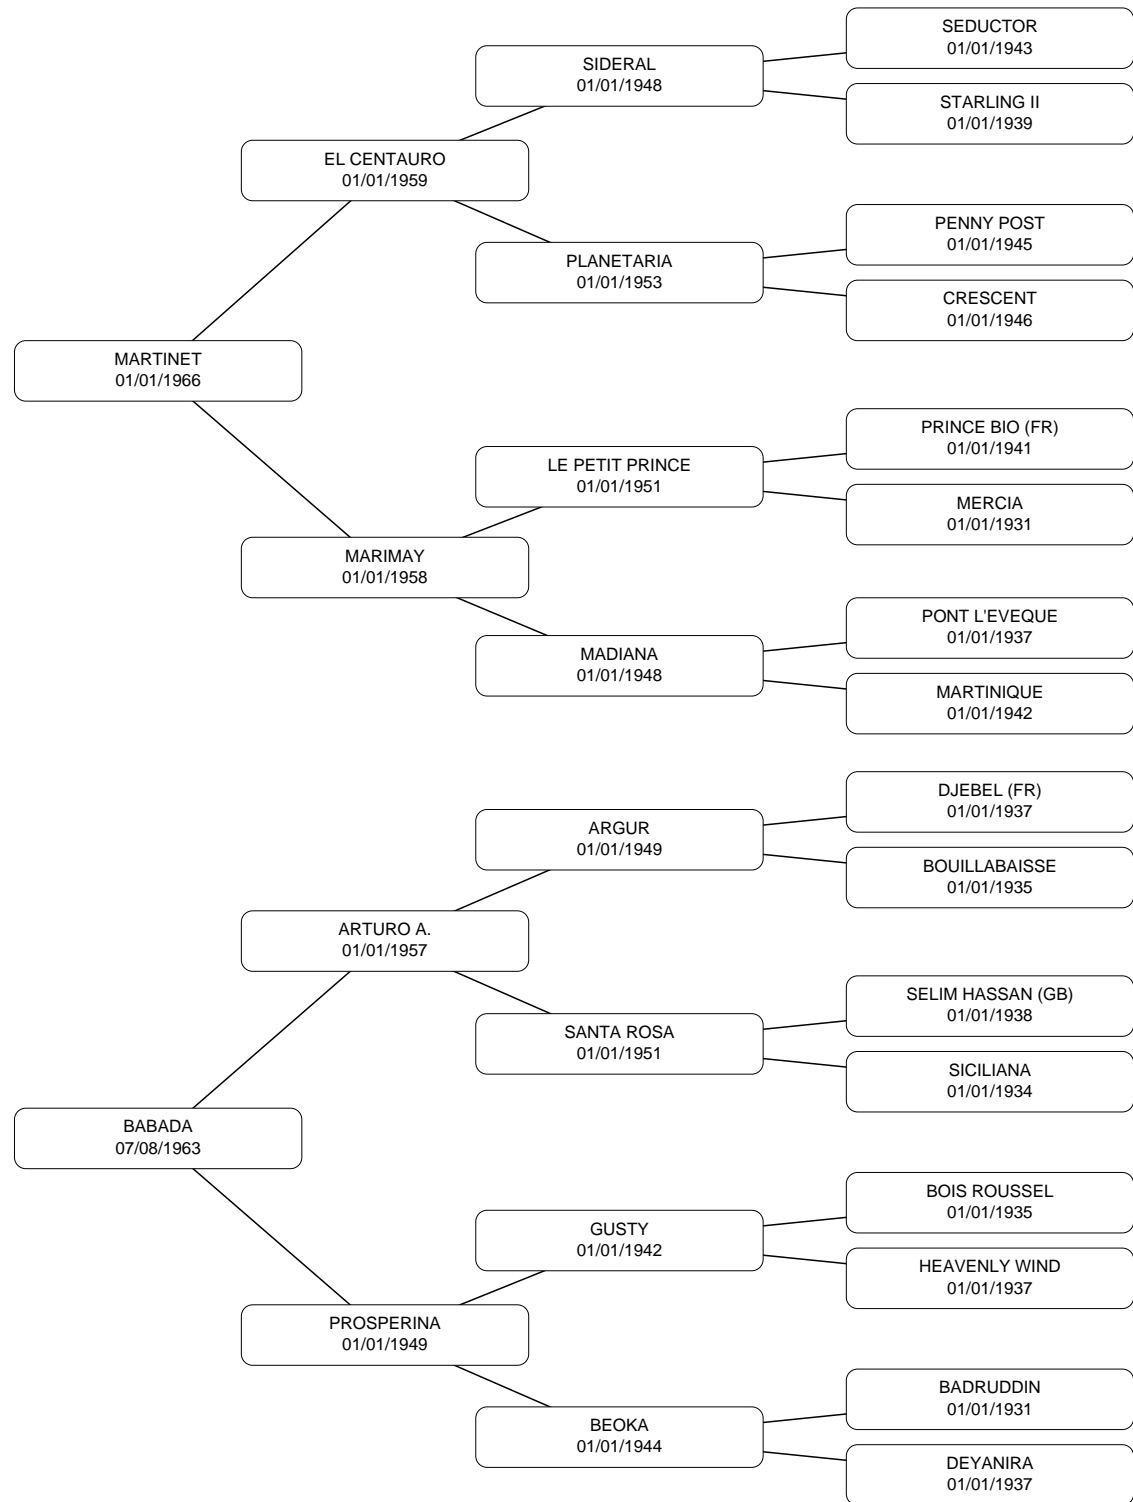 SEDUCTOR
01/01/1943
SIDERAL
01/01/1948
STARLING II
01/01/1939
EL CENTAURO
01/01/1959
PENNY POST
01/01/1945
PLANETARIA
01/01/1953
CRESCENT
01/01/1946
MARTINET
01/01/1966
PRINCE BIO (FR)
01/01/1941
LE PETIT PRINCE
01/01/1951
MERCIA
01/01/1931
MARIMAY
01/01/1958
PONT L'EVEQUE
01/01/1937
MADIANA
01/01/1948
MARTINIQUE
01/01/1942
DJEBEL (FR)
01/01/1937
ARGUR
01/01/1949
BOUILLABAISSE
01/01/1935
ARTURO A.
01/01/1957
SELIM HASSAN (GB)
01/01/1938
SANTA ROSA
01/01/1951
SICILIANA
01/01/1934
BABADA
07/08/1963
BOIS ROUSSEL
01/01/1935
GUSTY
01/01/1942
HEAVENLY WIND
01/01/1937
PROSPERINA
01/01/1949
BADRUDDIN
01/01/1931
BEOKA
01/01/1944
DEYANIRA
01/01/1937